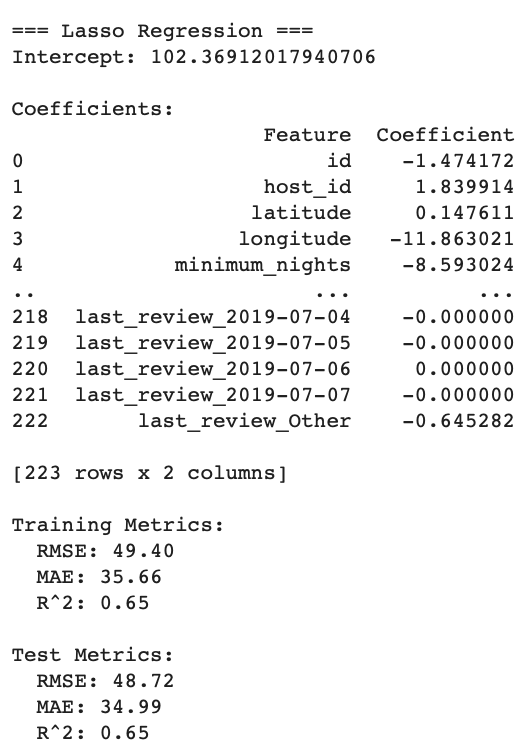 === Lasso Regression ===
Intercept: 102.36912017940706
Coefficients:
Feature Coefficient
0 id -1.474172
1 host_id 1.839914
2 latitude 0.147611
3 longitude -11.863021
4 minimum_nights -8.593024
.. ... ...
218 last_review_2019-07-04 -0.000000
219 last_review_2019-07-05 -0.000000
220 last_review_2019-07-06 0.000000
221 last_review_2019-07-07 -0.000000
222 last_review_Other -0.645282
[223 rows x 2 columns]
Training Metrics:
RMSE: 49.40
MAE: 35.66
R^2: 0.65
Test Metrics:
RMSE: 48.72
MAE: 34.99
R^2: 0.65